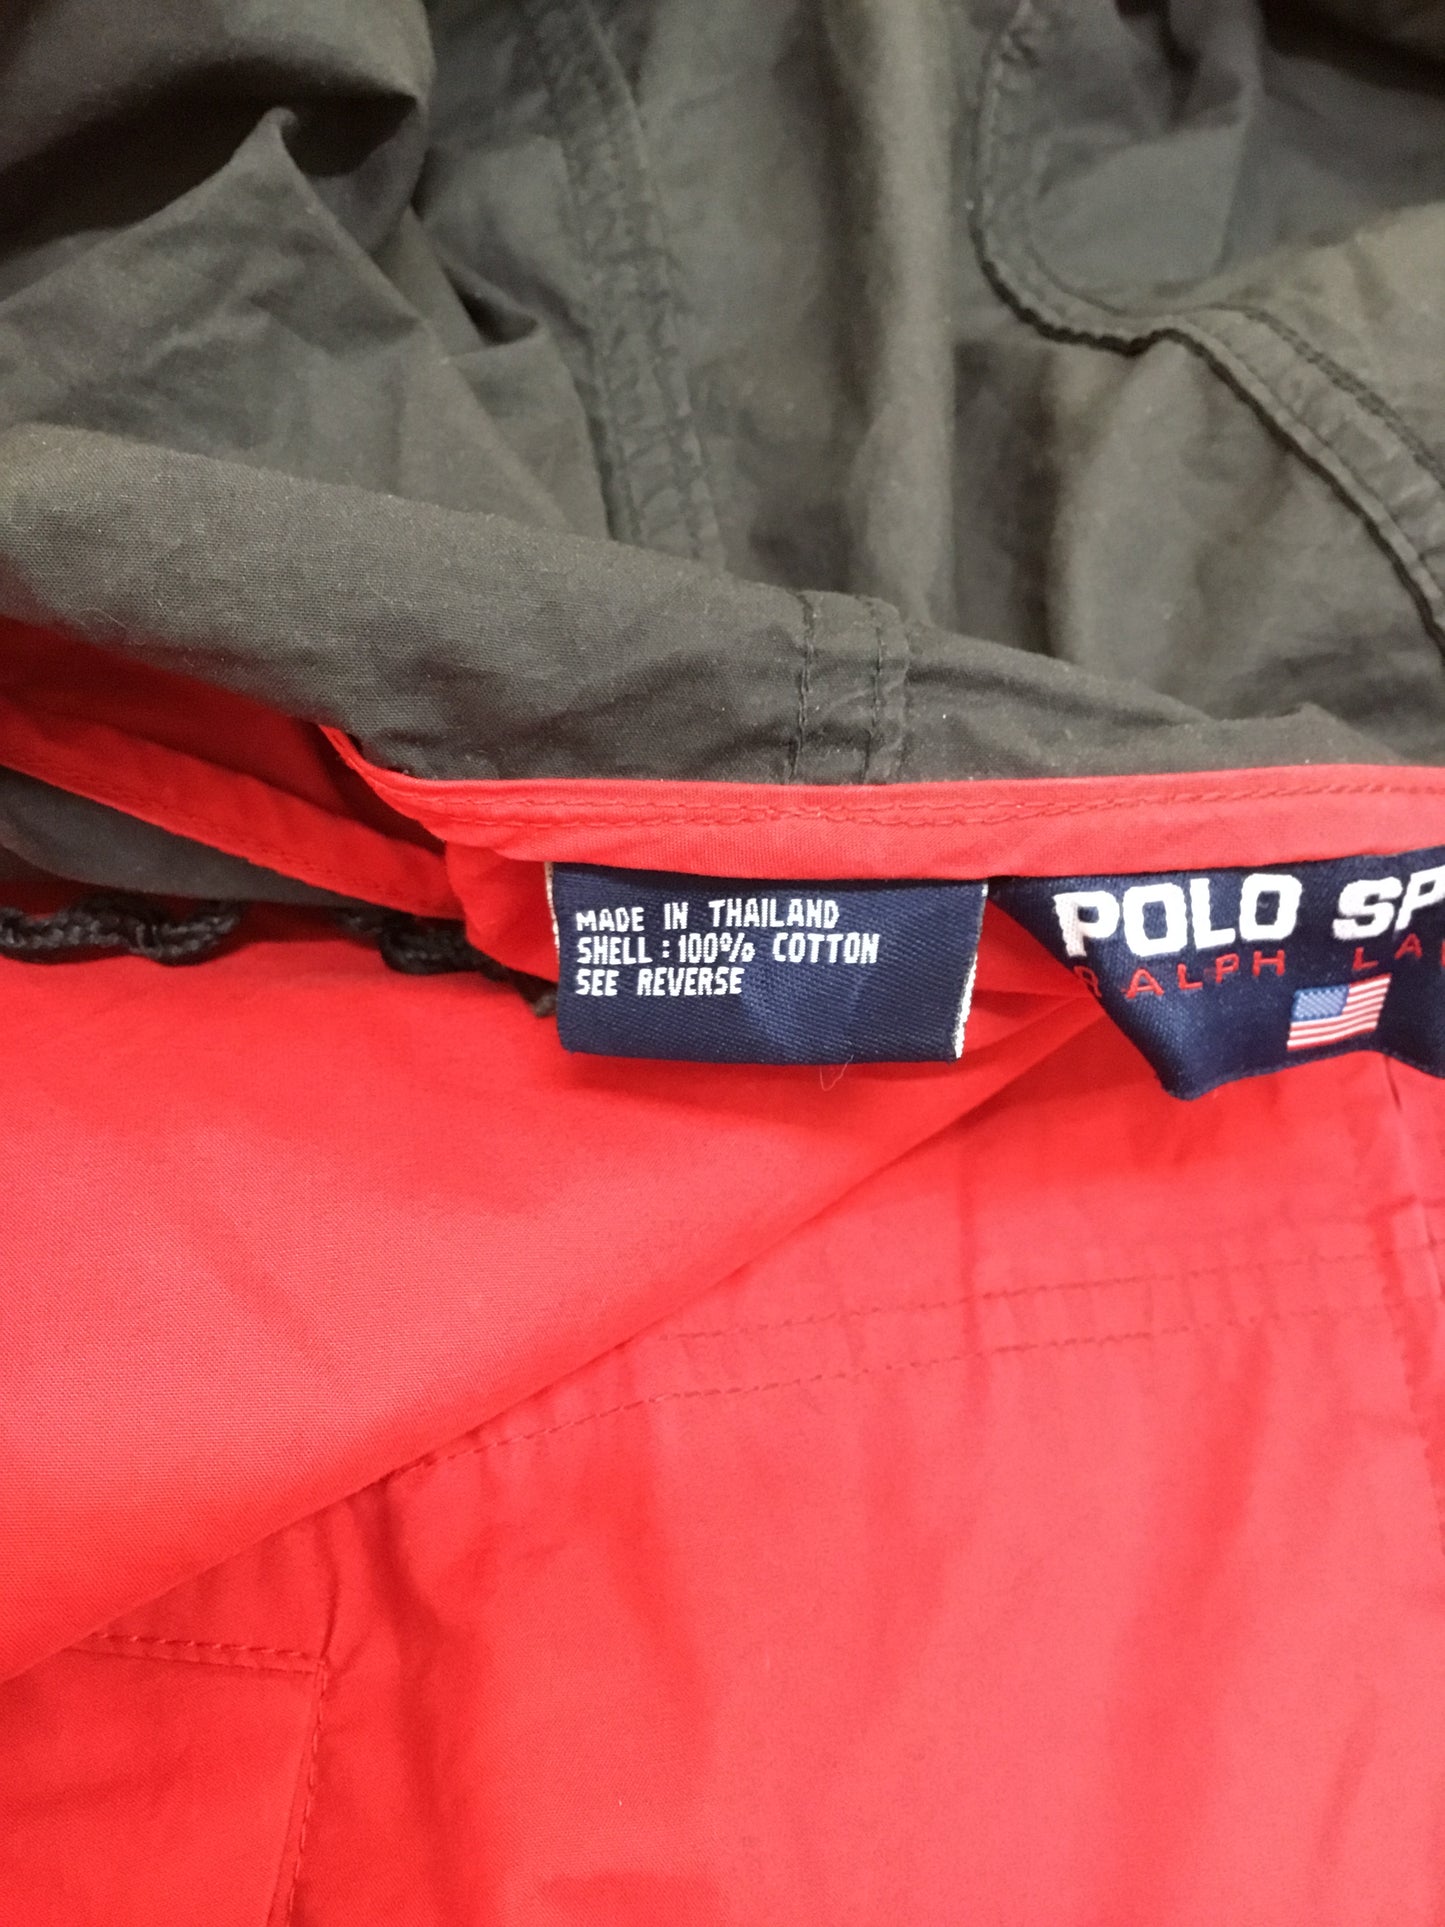 MADE IN THAILAND
SHELL : 100% COTTON
SEE REVERSE
POLO SP
RALPH LA